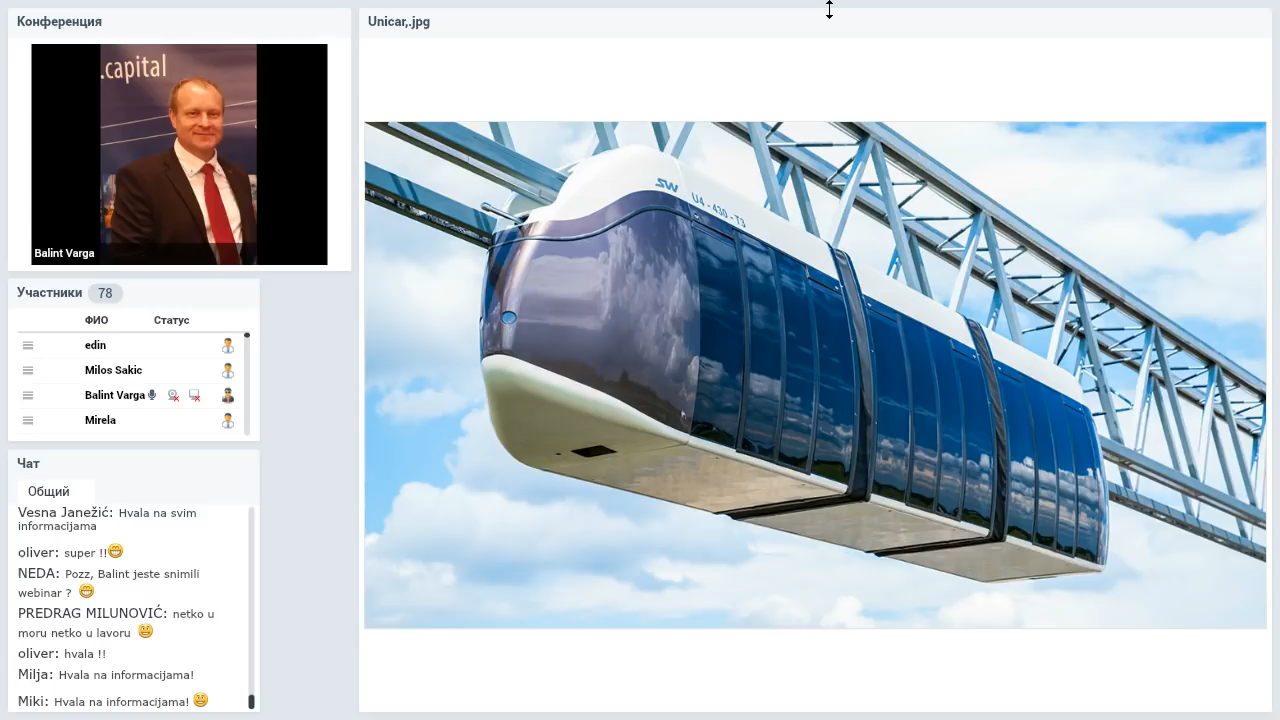 Конференция
.capital
Balint Varga
Участники 78
ФИО Статус
edin
Milos Sakic
Balint Varga
Mirela
Чат
Общий
Vesna Janežić: Hvala na svim
informacijama
oliver: super !!
NEDA: Pozz, Balint jeste snimili
webinar ?
PREDRAG MILUNOVIĆ: netko u
moru netko u lavoru
oliver: hvala !!
Milja: Hvala na informacijama!
Miki: Hvala na informacijama!
Unicar,.jpg
SW
U4-430-T3